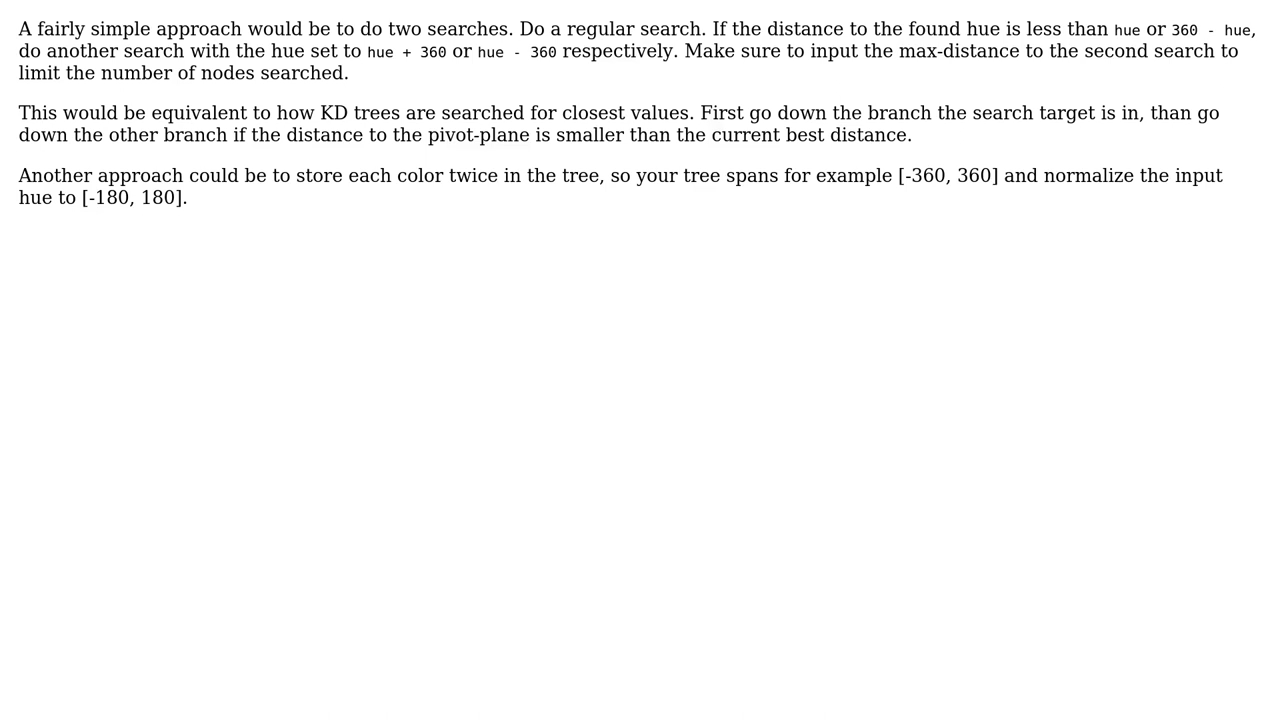 A fairly simple approach would be to do two searches. Do a regular search. If the distance to the found hue is less than hue or 360 - hue,
do another search with the hue set to hue + 360 or hue - 360 respectively. Make sure to input the max-distance to the second search to
limit the number of nodes searched.
This would be equivalent to how KD trees are searched for closest values. First go down the branch the search target is in, than go
down the other branch if the distance to the pivot-plane is smaller than the current best distance.
Another approach could be to store each color twice in the tree, so your tree spans for example [-360, 360] and normalize the input
hue to [-180, 180].